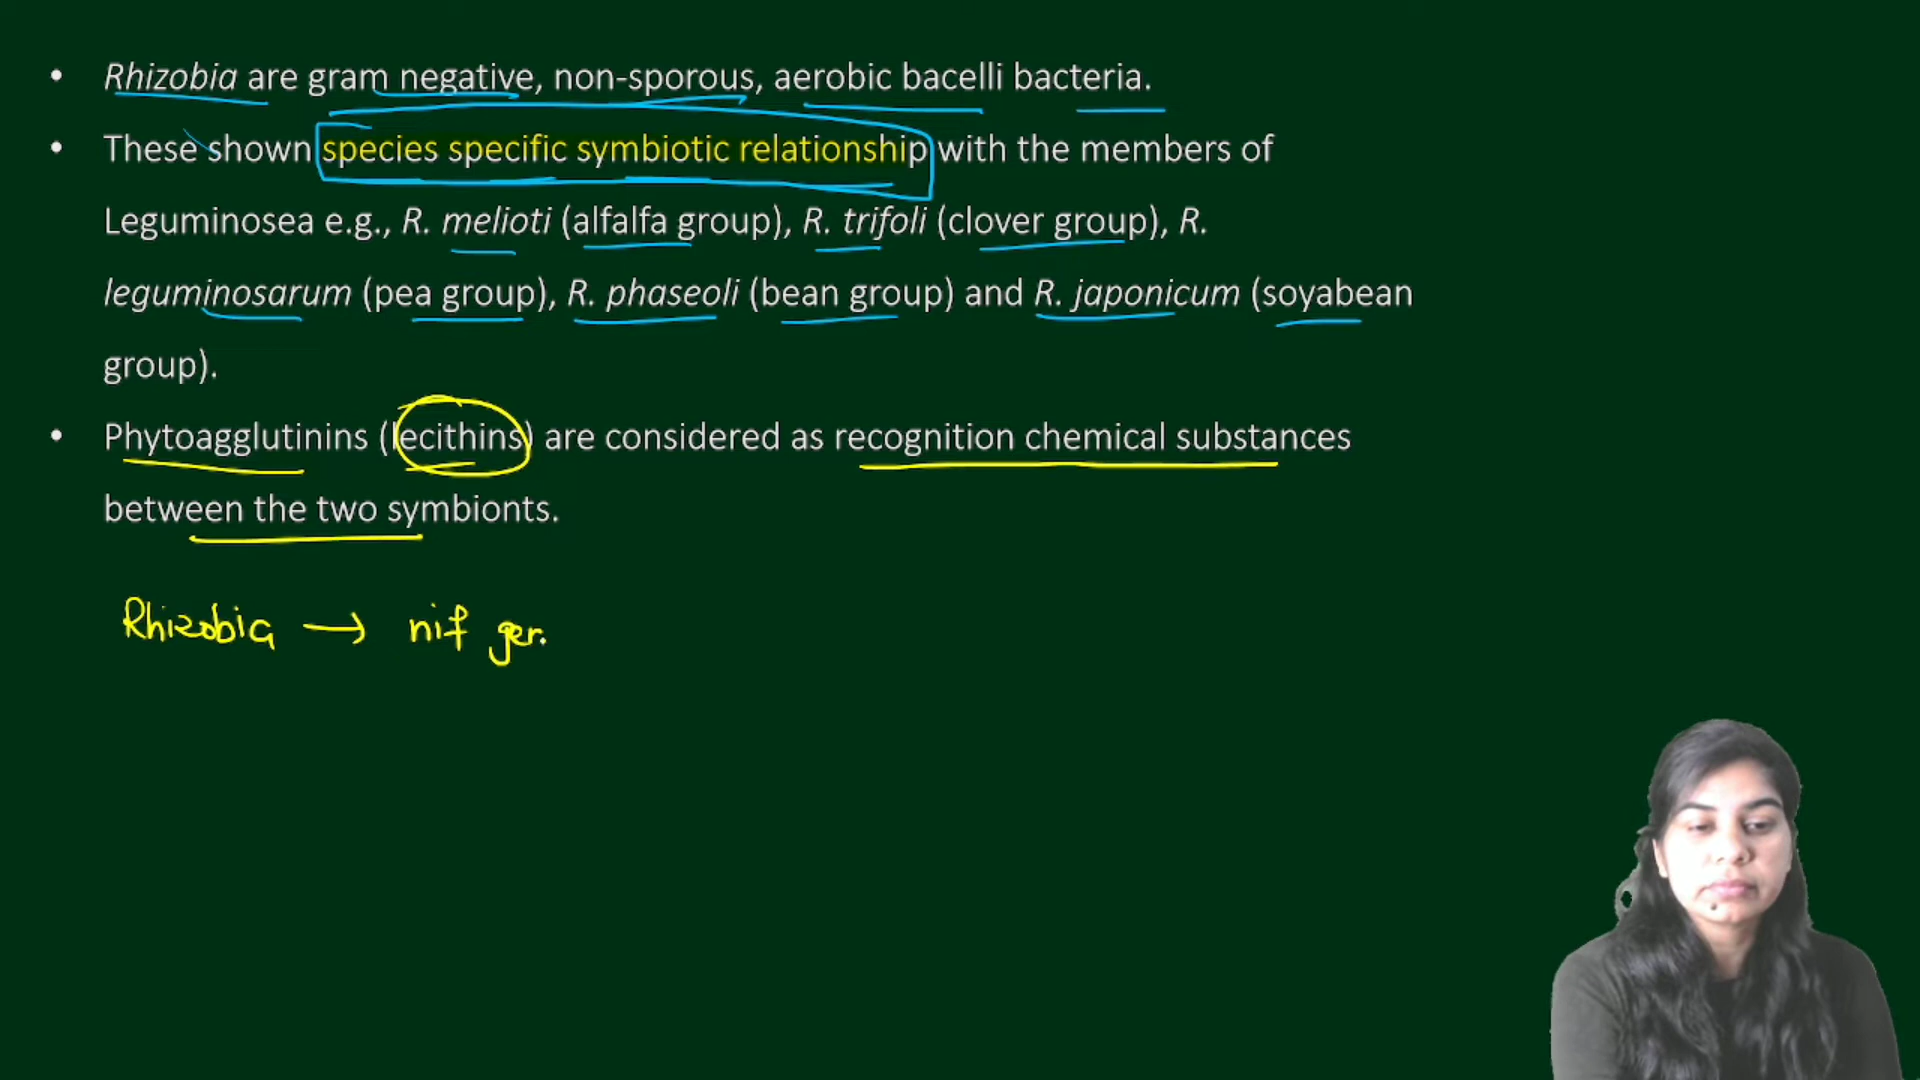 • Rhizobia are gram negative, non-sporous, aerobic bacelli bacteria.
• These shown species specific symbiotic relationship with the members of
Leguminosea e.g., R. melioti (alfalfa group), R. trifoli (clover group), R.
leguminosarum (pea group), R. phaseoli (bean group) and R. japonicum (soyabean
group).
• Phytoagglutinins (lecithins) are considered as recognition chemical substances
between the two symbionts.
Rhizobia → nif ger.